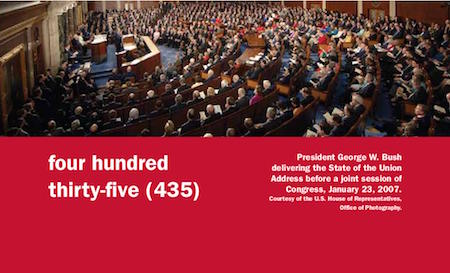 four hundred
thirty-five (435)
President George W. Bush
delivering the State of the Union
Address before a joint session of
Congress, January 23, 2007.
Courtesy of the U.S. House of Representatives,
Office of Photography.